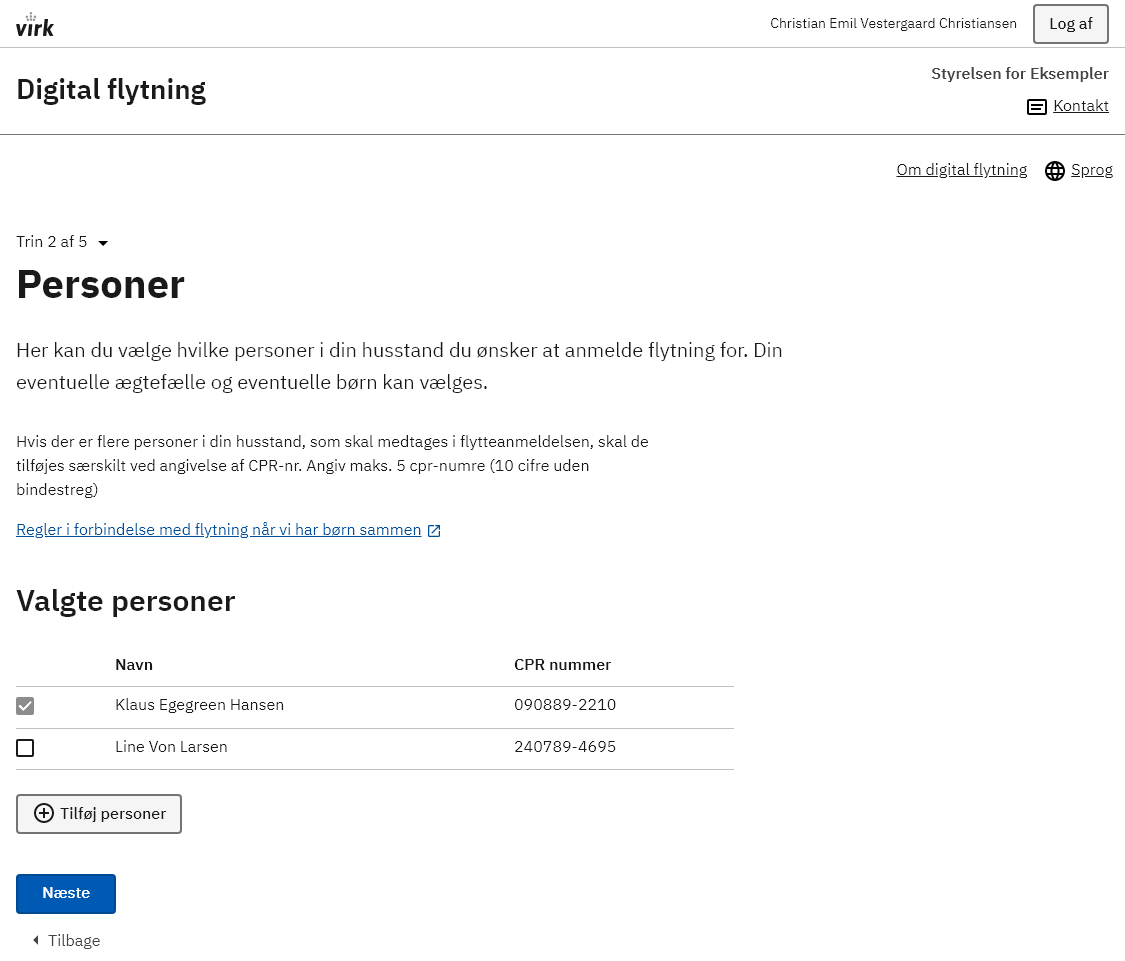 virk
Christian Emil Vestergaard Christiansen
Log af
Digital flytning
Styrelsen for Eksempler
Kontakt
Om digital flytning
Sprog
Trin 2 af 5
Personer
Her kan du vælge hvilke personer i din husstand du ønsker at anmelde flytning for. Din
eventuelle ægtefælle og eventuelle børn kan vælges.
Hvis der er flere personer i din husstand, som skal medtages i flytteanmeldelsen, skal de
tilføjes særskilt ved angivelse af CPR-nr. Angiv maks. 5 cpr-numre (10 cifre uden
bindestreg)
Regler i forbindelse med flytning når vi har børn sammen
Valgte personer
Navn CPR nummer
Klaus Egegreen Hansen 090889-2210
Line Von Larsen 240789-4695
Tilføj personer
Næste
Tilbage